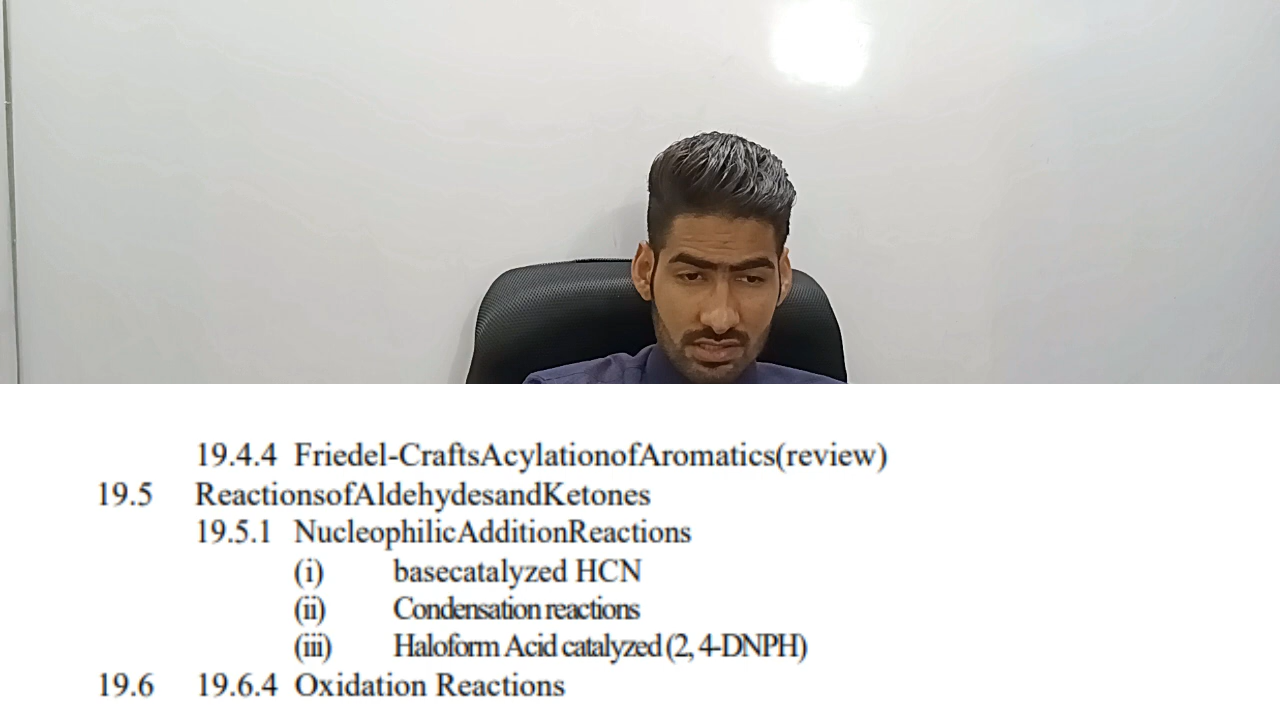 19.4.4 Friedel-CraftsAcylationofAromatics(review)
19.5 ReactionsofAldehydesandKetones
19.5.1 NucleophilicAdditionReactions
(i) basecatalyzed HCN
(ii) Condensation reactions
(iii) Haloform Acid catalyzed (2, 4-DNPH)
19.6 19.6.4 Oxidation Reactions